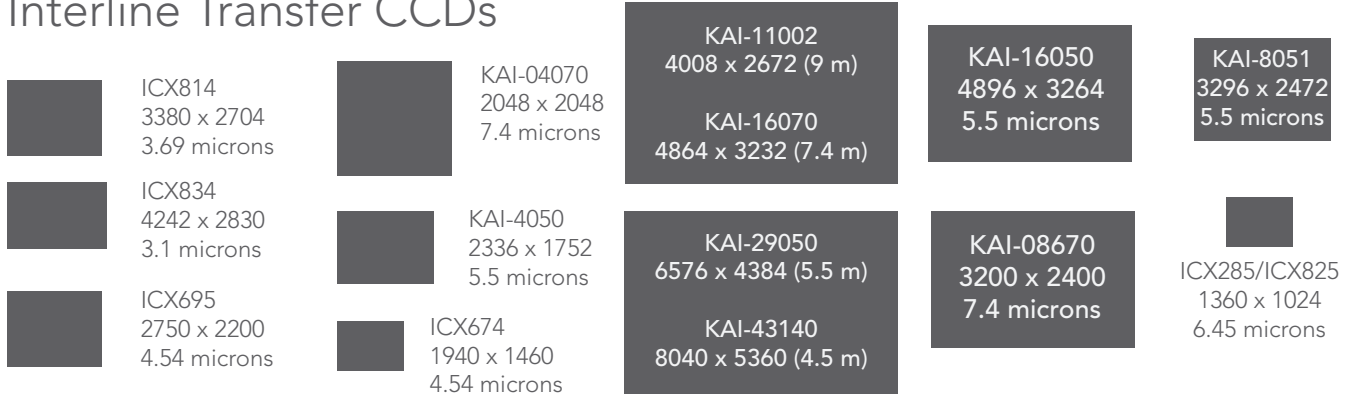 Interline Transfer CCDs
ICX814
3380 x 2704
3.69 microns
ICX834
4242 x 2830
3.1 microns
ICX695
2750 x 2200
4.54 microns
KAI-04070
2048 x 2048
7.4 microns
KAI-4050
2336 x 1752
5.5 microns
ICX674
1940 x 1460
4.54 microns
KAI-11002
4008 x 2672 (9 m)
KAI-16070
4864 x 3232 (7.4 m)
KAI-29050
6576 x 4384 (5.5 m)
KAI-43140
8040 x 5360 (4.5 m)
KAI-16050
4896 x 3264
5.5 microns
KAI-08670
3200 x 2400
7.4 microns
KAI-8051
3296 x 2472
5.5 microns
ICX285/ICX825
1360 x 1024
6.45 microns